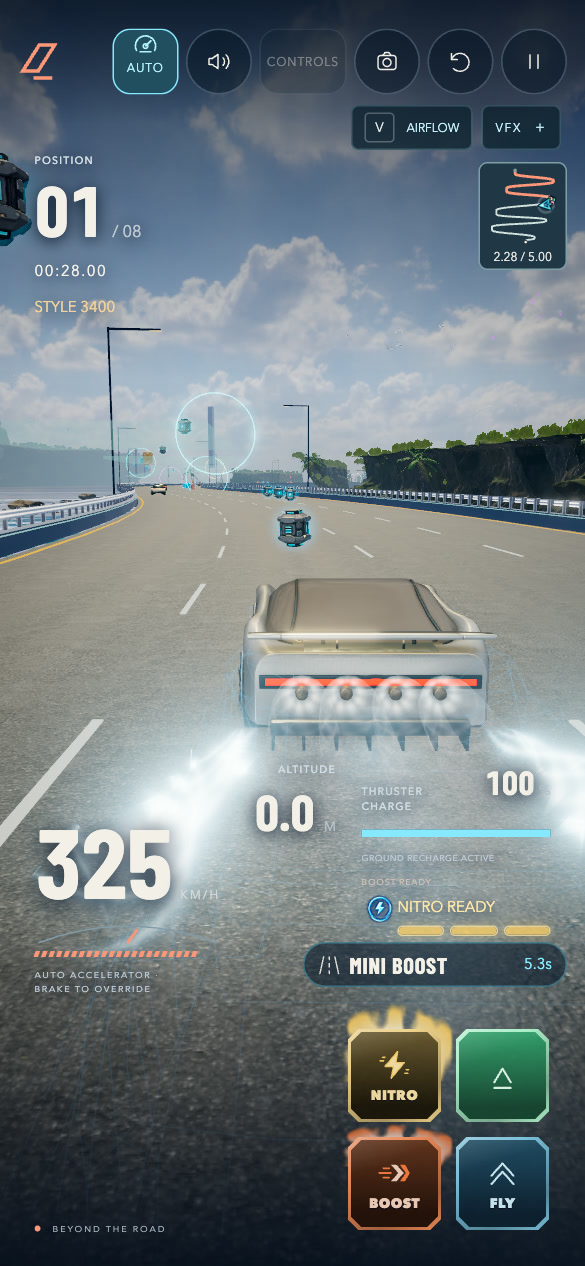 AUTO
CONTROLS
V AIRFLOW
VFX +
POSITION
01 / 08
00:28.00
STYLE 3400
2.28 / 5.00
ALTITUDE
0.0 M
THRUSTER
CHARGE
100
GROUND RECHARGE ACTIVE
BOOST READY
NITRO READY
325 KM/H
MINI BOOST 5.3s
AUTO ACCELERATOR ·
BRAKE TO OVERRIDE
NITRO
BOOST
FLY
BEYOND THE ROAD